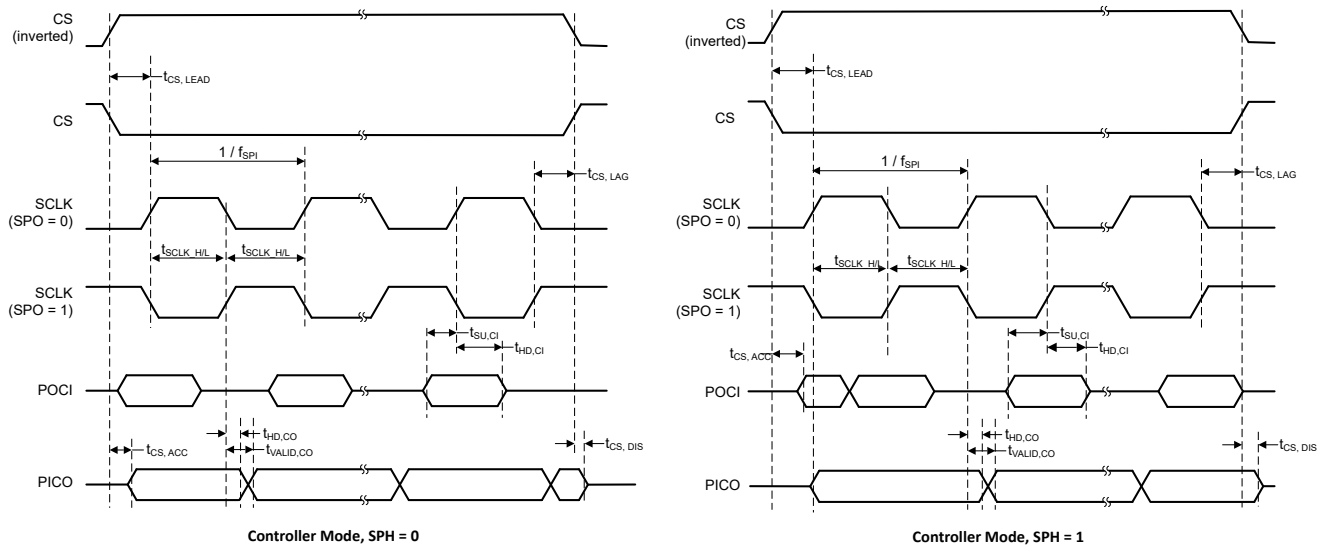 CS
(inverted)
tCS, LEAD
CS
1 / fSPI
tCS, LAG
SCLK
(SPO = 0)
tSCLK_H/L
tSCLK_H/L
SCLK
(SPO = 1)
tSU,CI
tHD,CI
POCI
tHD,CO
tCS, ACC
tVALID,CO
tCS, DIS
PICO
Controller Mode, SPH = 0
CS
(inverted)
tCS, LEAD
CS
1 / fSPI
tCS, LAG
SCLK
(SPO = 0)
tSCLK_H/L
tSCLK_H/L
SCLK
(SPO = 1)
tSU,CI
tCS, ACC
tHD,CI
POCI
tHD,CO
tVALID,CO
tCS, DIS
PICO
Controller Mode, SPH = 1